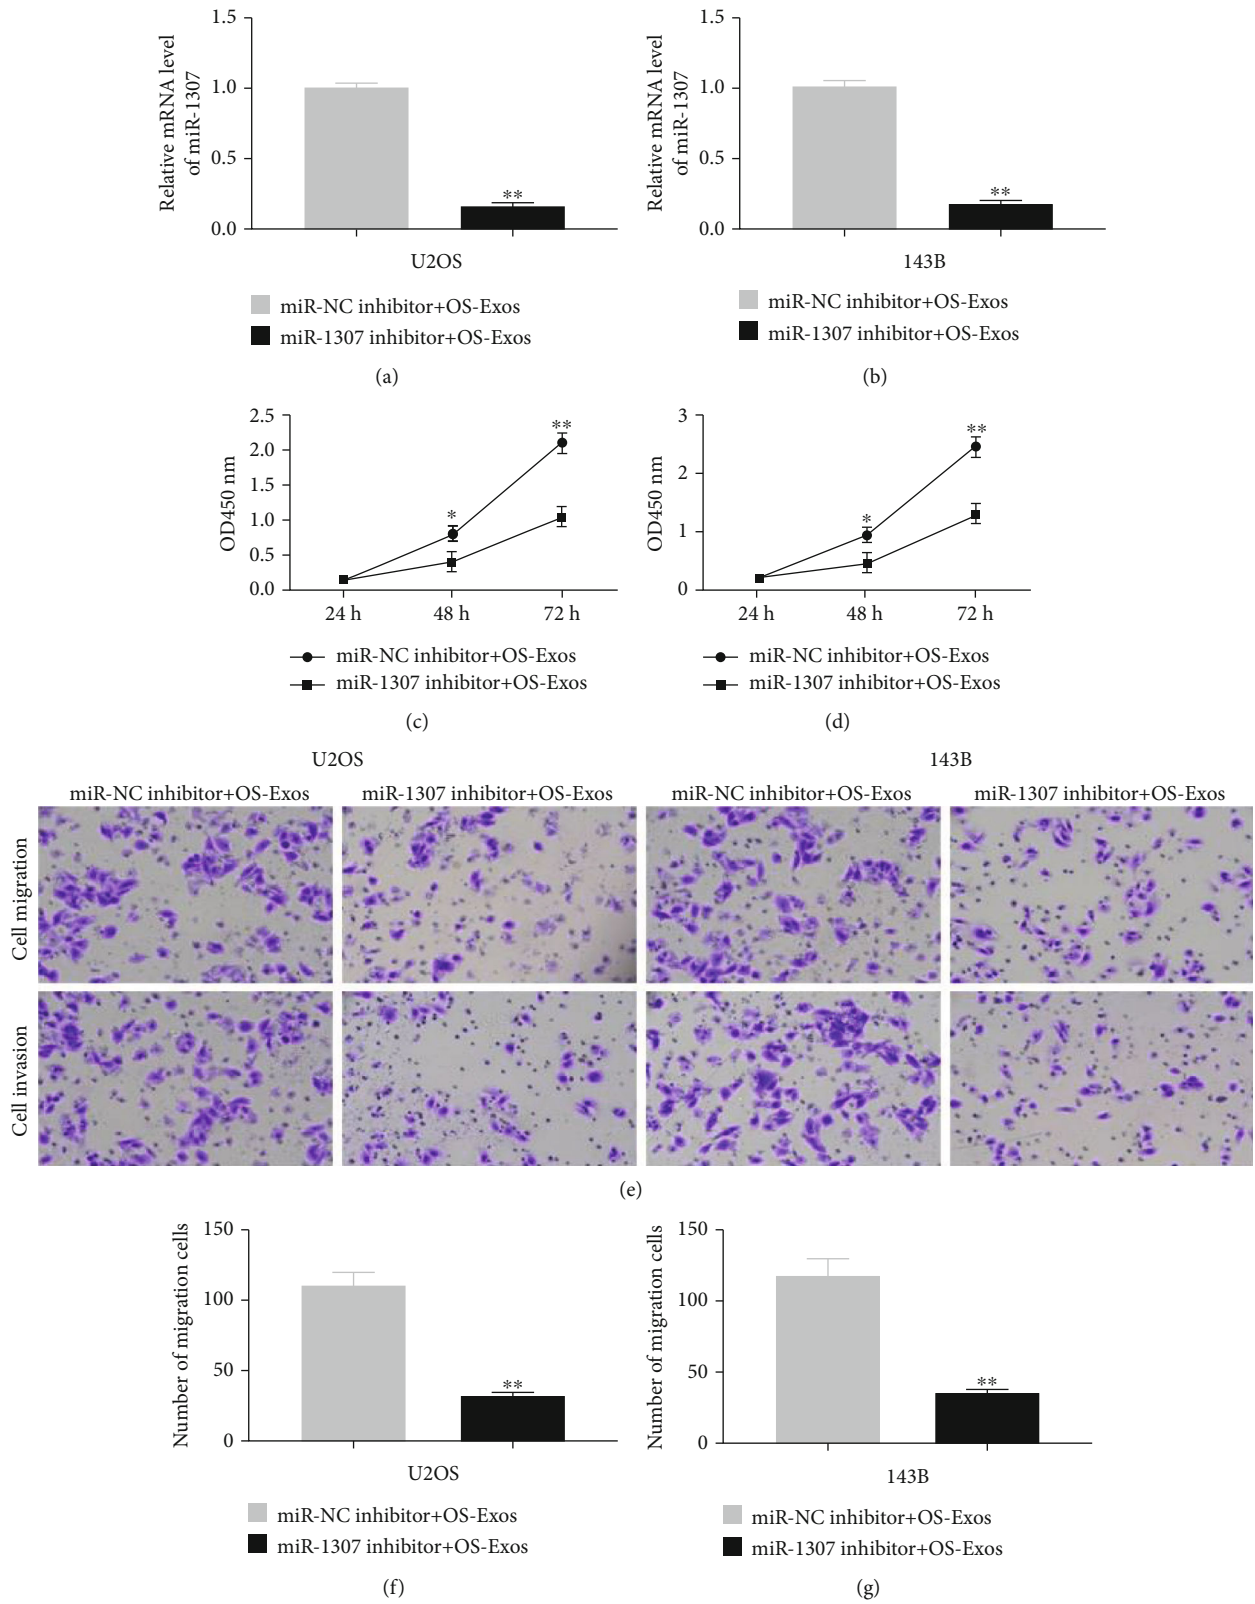 1.5
1.0
0.5
0.0
Relative mRNA level
of miR-1307
**
U2OS
miR-NC inhibitor+OS-Exos
miR-1307 inhibitor+OS-Exos
(a)
1.5
1.0
0.5
0.0
Relative mRNA level
of miR-1307
**
143B
miR-NC inhibitor+OS-Exos
miR-1307 inhibitor+OS-Exos
(b)
2.5
2.0
1.5
1.0
0.5
0.0
OD450 nm
*
**
24 h 48 h 72 h
miR-NC inhibitor+OS-Exos
miR-1307 inhibitor+OS-Exos
(c)
3
2
1
0
OD450 nm
*
**
24 h 48 h 72 h
miR-NC inhibitor+OS-Exos
miR-1307 inhibitor+OS-Exos
(d)
U2OS 143B
miR-NC inhibitor+OS-Exos miR-1307 inhibitor+OS-Exos miR-NC inhibitor+OS-Exos miR-1307 inhibitor+OS-Exos
Cell migration
Cell invasion
(e)
150
100
50
0
Number of migration cells
**
U2OS
miR-NC inhibitor+OS-Exos
miR-1307 inhibitor+OS-Exos
(f)
150
100
50
0
Number of migration cells
**
143B
miR-NC inhibitor+OS-Exos
miR-1307 inhibitor+OS-Exos
(g)